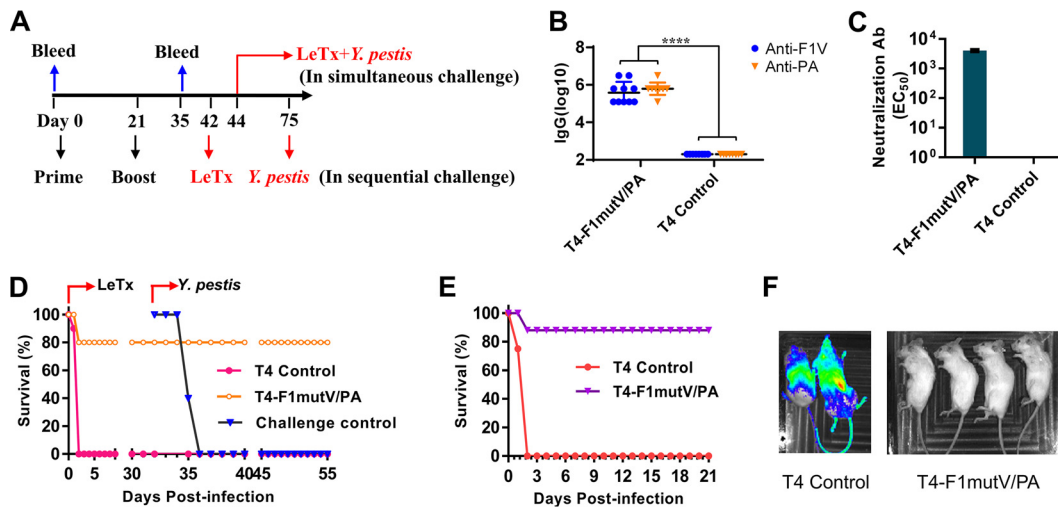 A
Bleed
Bleed
LeTx+Y. pestis
(In simultaneous challenge)
Day 0
21
35
42
44
75
Prime
Boost
LeTx
Y. pestis
(In sequential challenge)
B
IgG(log10)
8
6
4
2
****
Anti-F1V
Anti-PA
T4-F1mutV/PA
T4 Control
C
Neutralization Ab
(EC50)
10^4
10^3
10^2
10^1
10^0
T4-F1mutV/PA
T4 Control
D
LeTx
Y. pestis
Survival (%)
100
80
60
40
20
0
T4 Control
T4-F1mutV/PA
Challenge control
0
5
30
35
40
45
55
Days Post-infection
E
Survival (%)
100
80
60
40
20
0
T4 Control
T4-F1mutV/PA
0
3
6
9
12
15
18
21
Days Post-infection
F
T4 Control
T4-F1mutV/PA